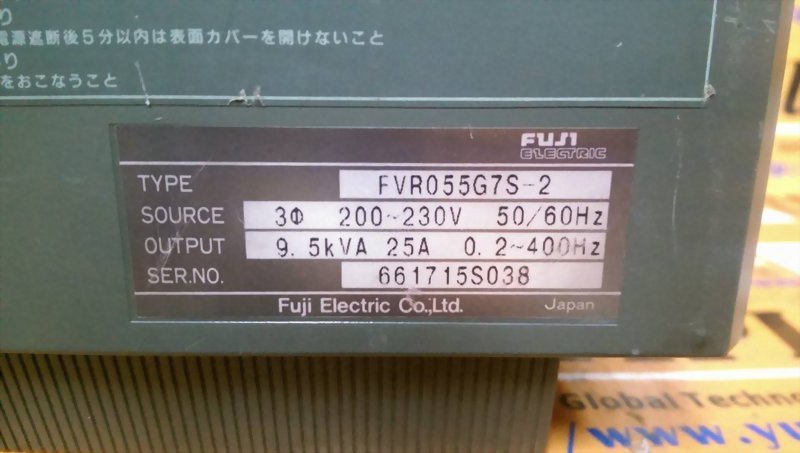 り
電源遮断後5分以内は表面カバーを開けないこと
り
をおこなうこと
FUJI
ELECTRIC
TYPE FVR055G7S-2
SOURCE 3Φ 200~230V 50/60Hz
OUTPUT 9.5kVA 25A 0.2~400Hz
SER.NO. 661715S038
Fuji Electric Co.,Ltd. Japan
Global Techno
/www.yu